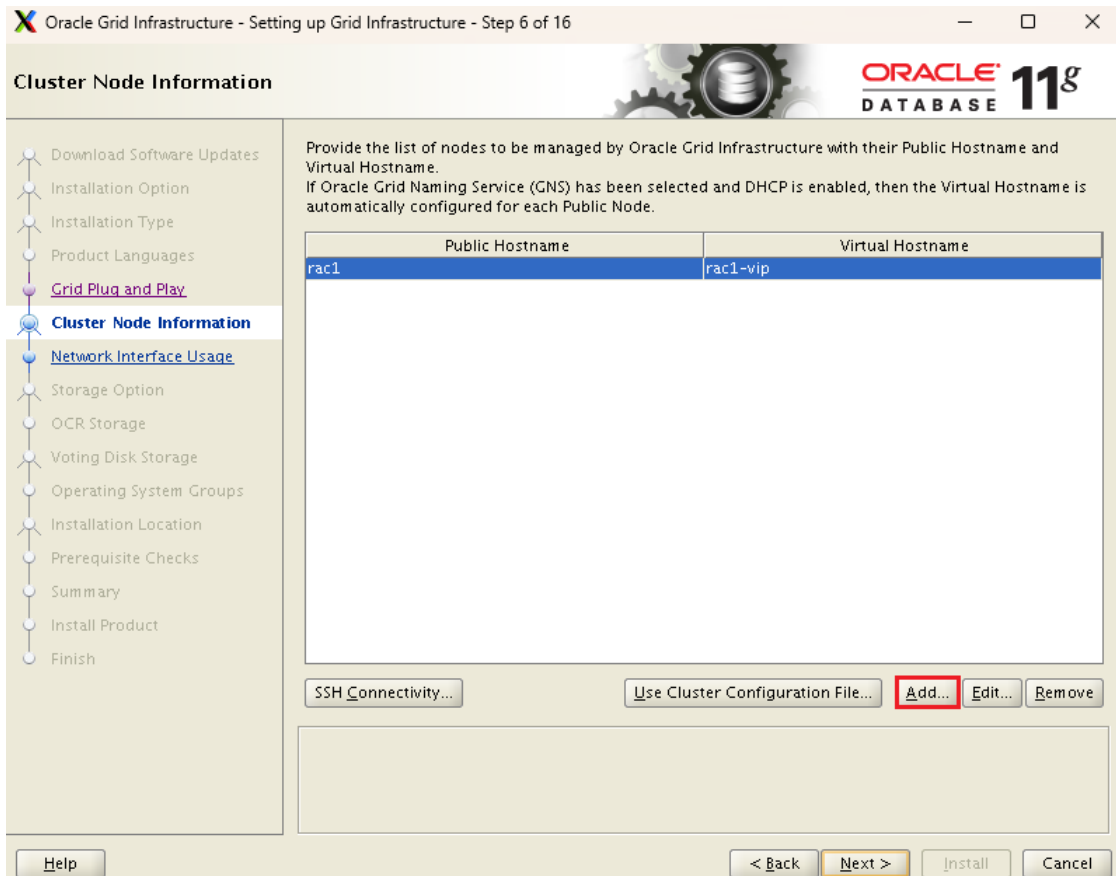 Oracle Grid Infrastructure - Setting up Grid Infrastructure - Step 6 of 16
Cluster Node Information
ORACLE
DATABASE
11g
Download Software Updates
Installation Option
Installation Type
Product Languages
Grid Plug and Play
Cluster Node Information
Network Interface Usage
Storage Option
OCR Storage
Voting Disk Storage
Operating System Groups
Installation Location
Prerequisite Checks
Summary
Install Product
Finish
Provide the list of nodes to be managed by Oracle Grid Infrastructure with their Public Hostname and
Virtual Hostname.
If Oracle Grid Naming Service (GNS) has been selected and DHCP is enabled, then the Virtual Hostname is
automatically configured for each Public Node.
Public Hostname Virtual Hostname
rac1 rac1-vip
SSH Connectivity... Use Cluster Configuration File... Add... Edit... Remove
Help < Back Next > Install Cancel